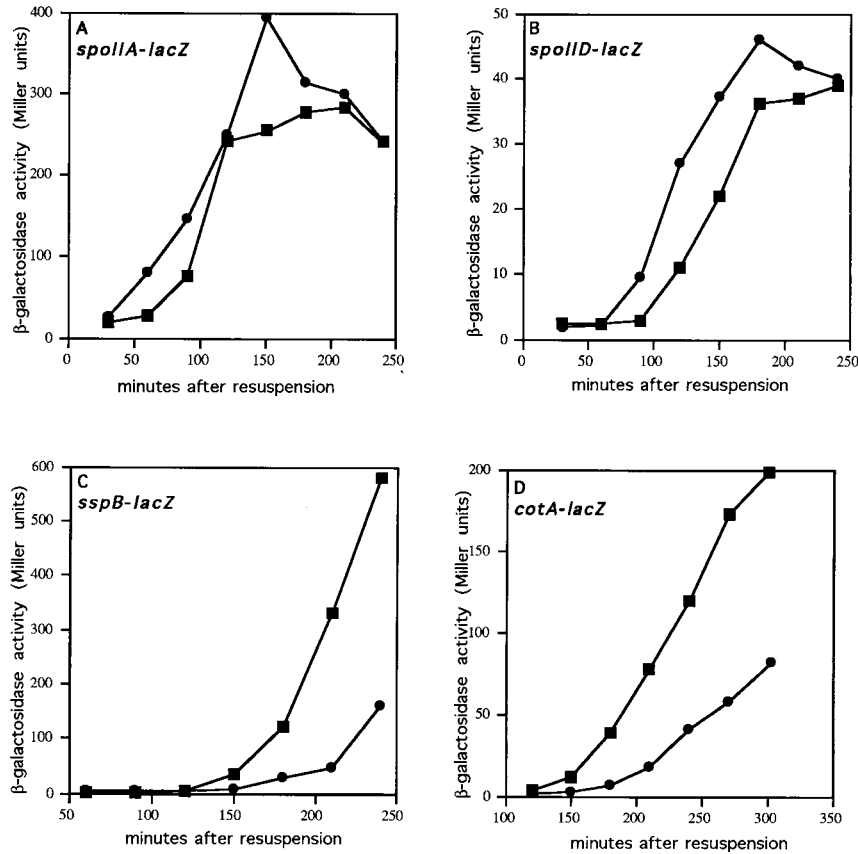 A
spoIIA-lacZ
β-galactosidase activity (Miller units)
400
300
200
100
0
0 50 100 150 200 250
minutes after resuspension
B
spoIID-lacZ
β-galactosidase activity (Miller units)
50
40
30
20
10
0
0 50 100 150 200 250
minutes after resuspension
C
sspB-lacZ
β-galactosidase activity (Miller units)
600
500
400
300
200
100
0
50 100 150 200 250
minutes after resuspension
D
cotA-lacZ
β-galactosidase activity (Miller units)
200
150
100
50
0
100 150 200 250 300 350
minutes after resuspension